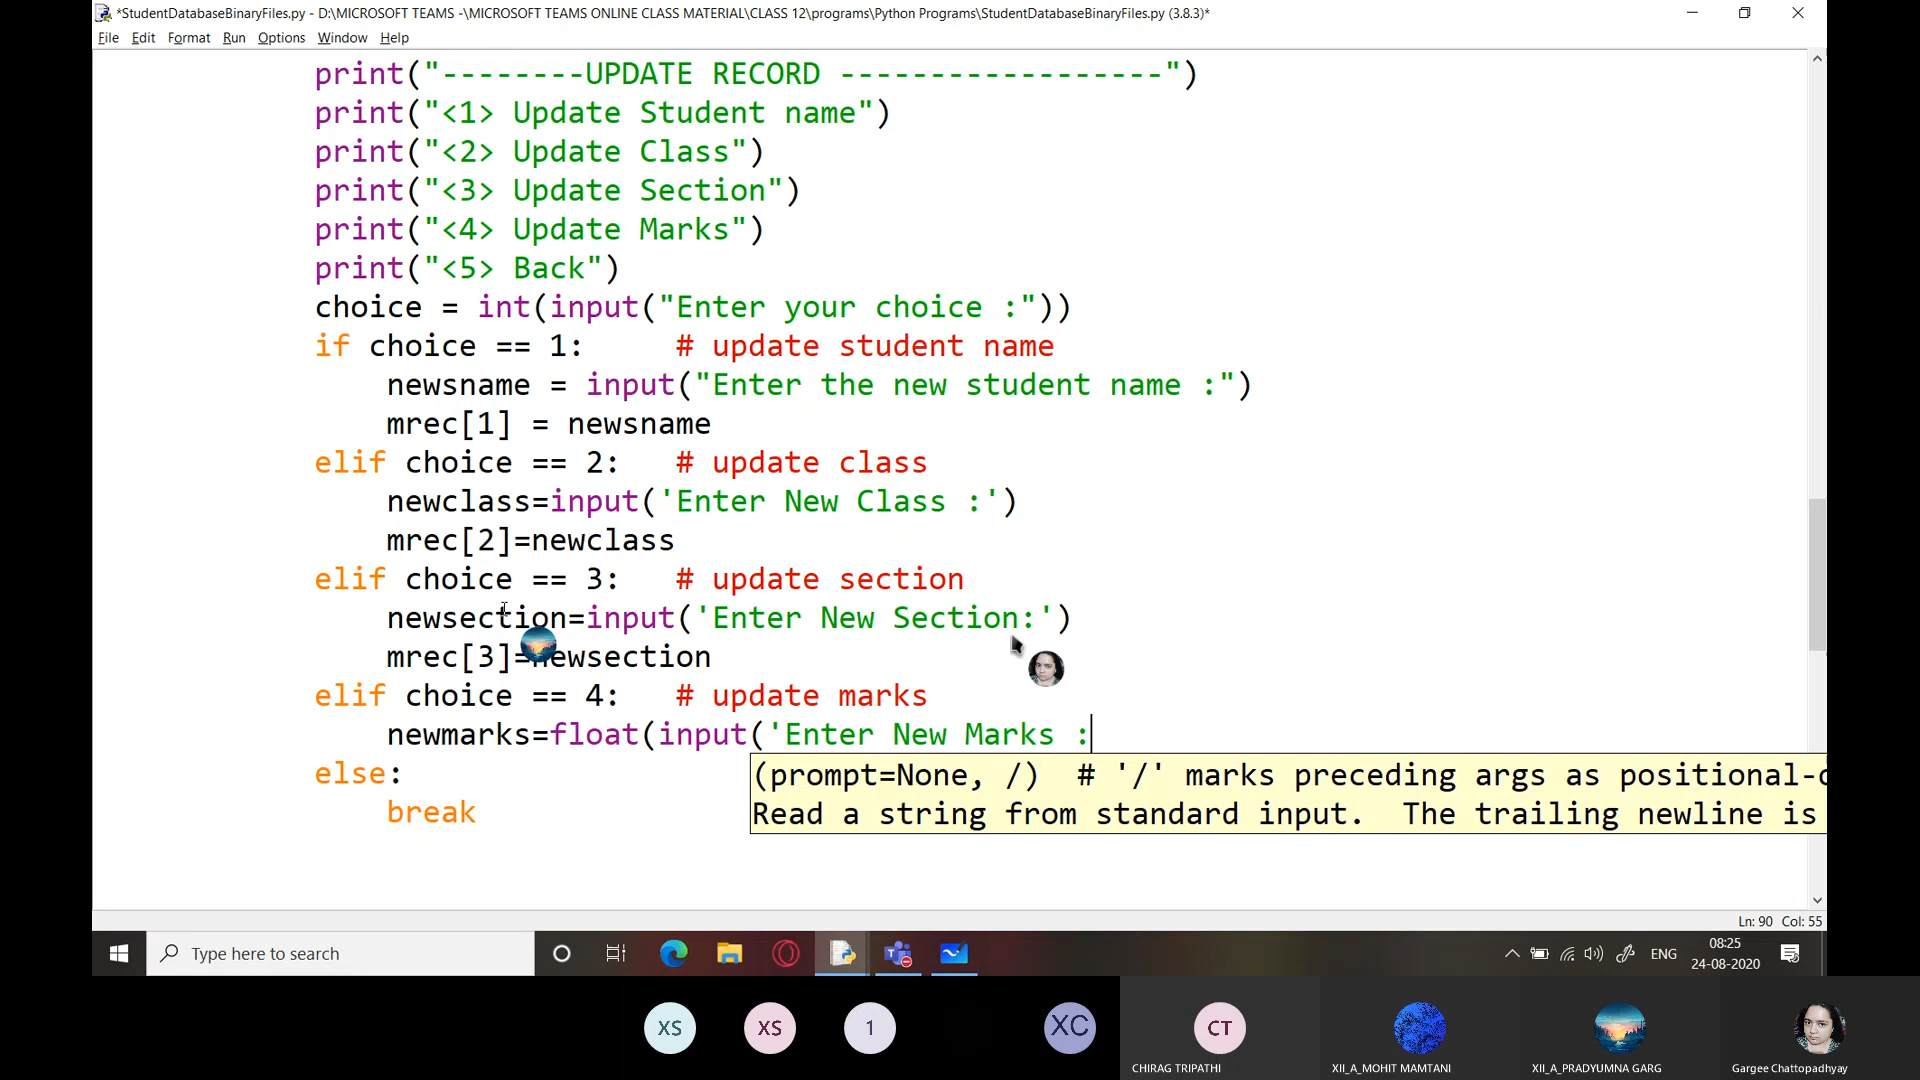 *StudentDatabaseBinaryFiles.py - D:\MICROSOFT TEAMS -\MICROSOFT TEAMS ONLINE CLASS MATERIAL\CLASS 12\programs\Python Programs\StudentDatabaseBinaryFiles.py (3.8.3)*
File Edit Format Run Options Window Help
print("--------UPDATE RECORD ------------------")
print("<1> Update Student name")
print("<2> Update Class")
print("<3> Update Section")
print("<4> Update Marks")
print("<5> Back")
choice = int(input("Enter your choice :"))
if choice == 1: # update student name
newsname = input("Enter the new student name :")
mrec[1] = newsname
elif choice == 2: # update class
newclass=input('Enter New Class :')
mrec[2]=newclass
elif choice == 3: # update section
newsection=input('Enter New Section:')
mrec[3]=newsection
elif choice == 4: # update marks
newmarks=float(input('Enter New Marks :
else:
(prompt=None, /) # '/' marks preceding args as positional-o
break
Read a string from standard input. The trailing newline is
Ln: 90 Col: 55
Type here to search
ENG
08:25
24-08-2020
XS
XS
1
XC
CT
CHIRAG TRIPATHI
XII_A_MOHIT MAMTANI
XII_A_PRADYUMNA GARG
Gargee Chattopadhyay